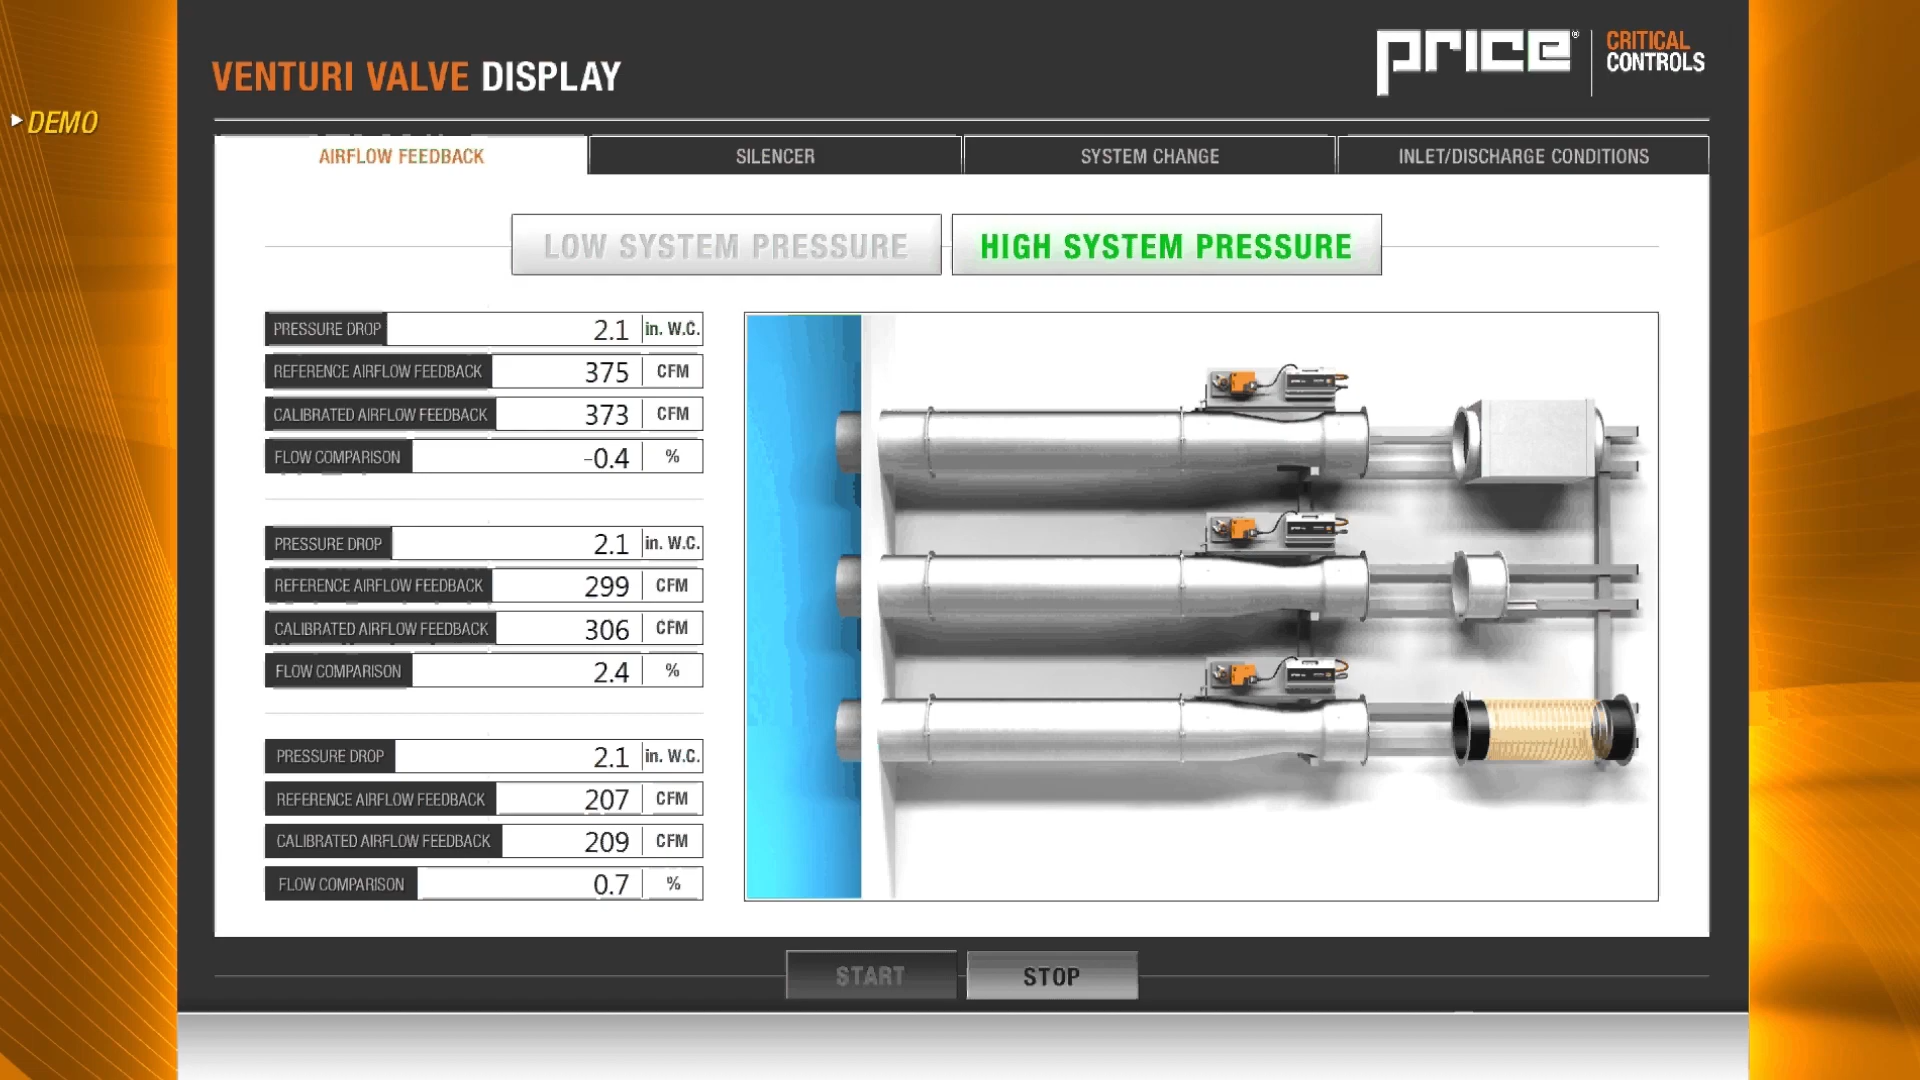 price® CRITICAL
CONTROLS
VENTURI VALVE DISPLAY
DEMO
AIRFLOW FEEDBACK
SILENCER
SYSTEM CHANGE
INLET/DISCHARGE CONDITIONS
LOW SYSTEM PRESSURE
HIGH SYSTEM PRESSURE
PRESSURE DROP 2.1 in. W.C.
REFERENCE AIRFLOW FEEDBACK 375 CFM
CALIBRATED AIRFLOW FEEDBACK 373 CFM
FLOW COMPARISON -0.4 %
PRESSURE DROP 2.1 in. W.C.
REFERENCE AIRFLOW FEEDBACK 299 CFM
CALIBRATED AIRFLOW FEEDBACK 306 CFM
FLOW COMPARISON 2.4 %
PRESSURE DROP 2.1 in. W.C.
REFERENCE AIRFLOW FEEDBACK 207 CFM
CALIBRATED AIRFLOW FEEDBACK 209 CFM
FLOW COMPARISON 0.7 %
START
STOP